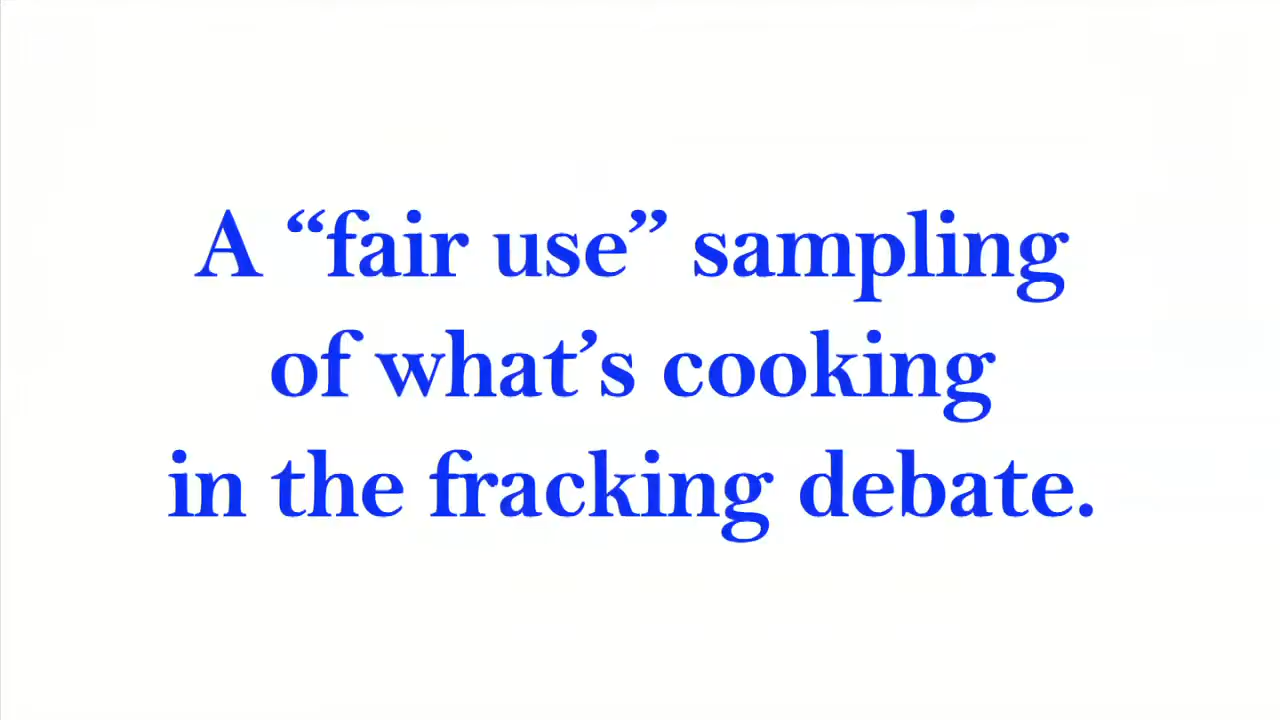 A “fair use” sampling
of what’s cooking
in the fracking debate.